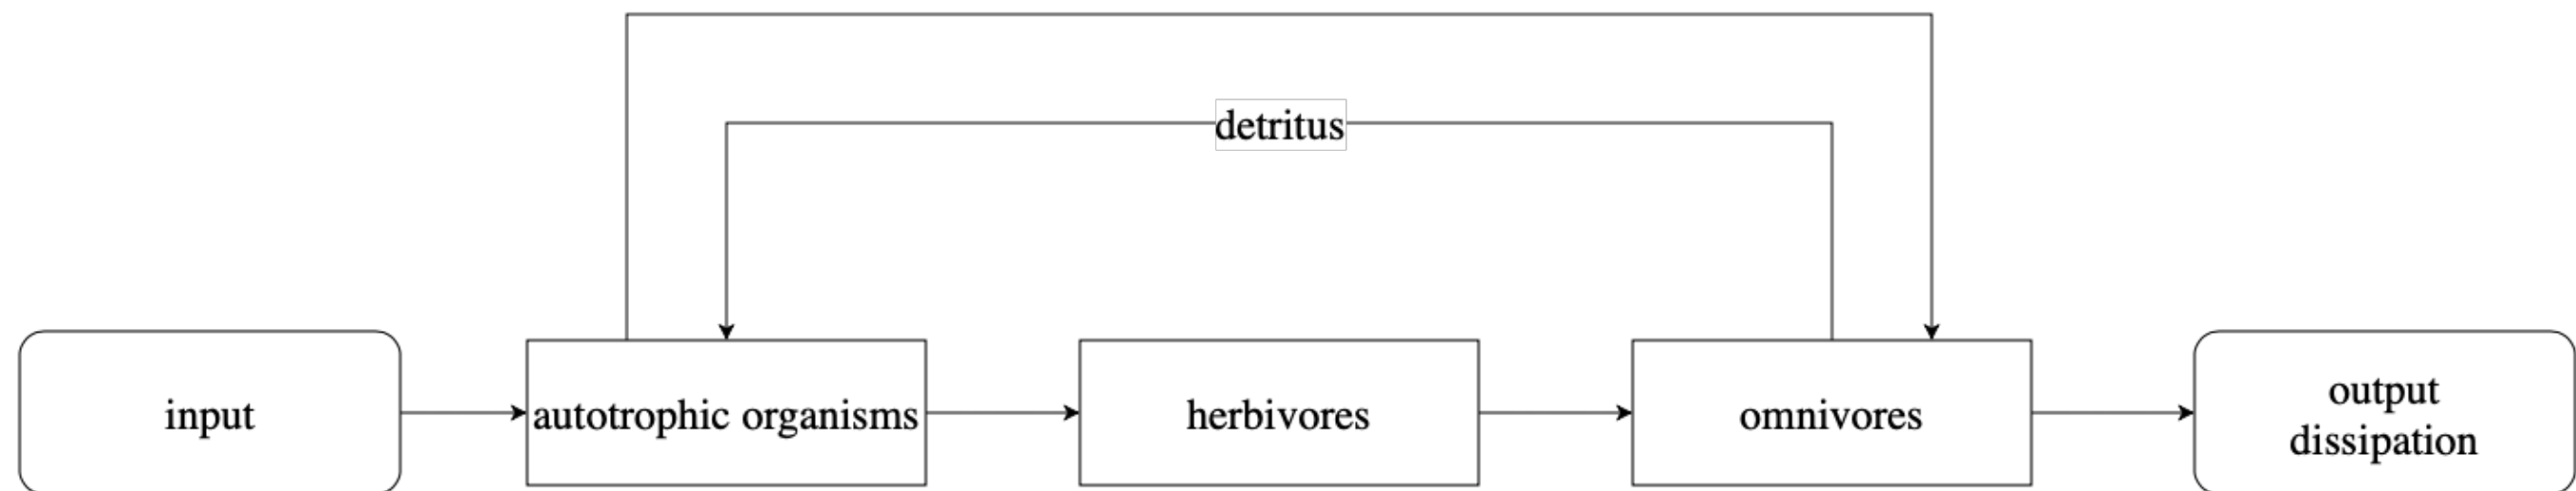 detritus
input
autotrophic organisms
herbivores
omnivores
output
dissipation